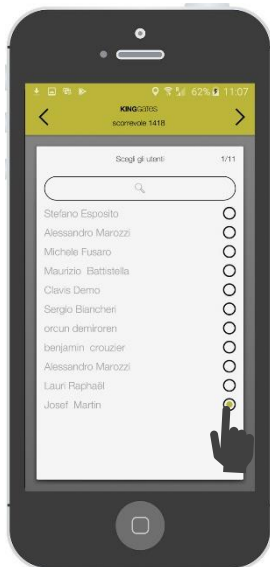 62% 11:07
KINGgates
scorrevole 1418
Scegli gli utenti 1/11
Stefano Esposito
Alessandro Marozzi
Michele Fusaro
Maurizio Battistella
Clavis Demo
Sergio Biancheri
orcun demiroren
benjamin crouzier
Alessandro Marozzi
Lauri Raphaël
Josef Martin